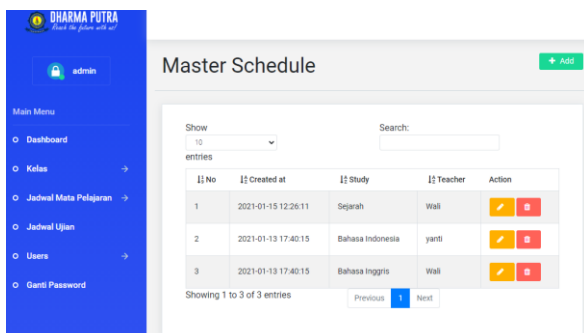 DHARMA PUTRA
Reach the future with us!
admin
Main Menu
Dashboard
Kelas
Jadwal Mata Pelajaran
Jadwal Ujian
Users
Ganti Password
Master Schedule
+ Add
Show
10
entries
Search:
No Created at Study Teacher Action
1 2021-01-15 12:26:11 Sejarah Wali
2 2021-01-13 17:40:15 Bahasa Indonesia yanti
3 2021-01-13 17:40:15 Bahasa Inggris Wali
Showing 1 to 3 of 3 entries
Previous 1 Next